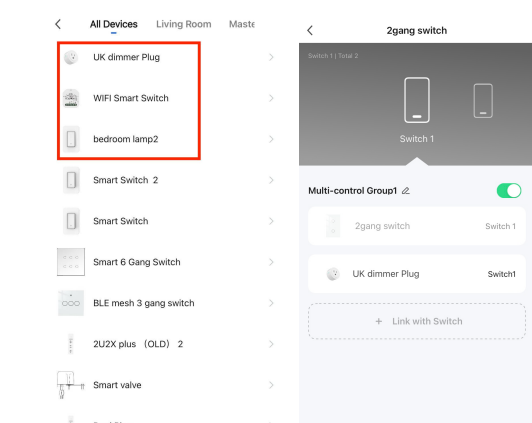 All Devices Living Room Maste
UK dimmer Plug
WIFI Smart Switch
bedroom lamp2
Smart Switch 2
Smart Switch
Smart 6 Gang Switch
BLE mesh 3 gang switch
2U2X plus （OLD） 2
Smart valve
2gang switch
Switch 1 | Total 2
Switch 1
Multi-control Group1
2gang switch Switch 1
UK dimmer Plug Switch1
+ Link with Switch